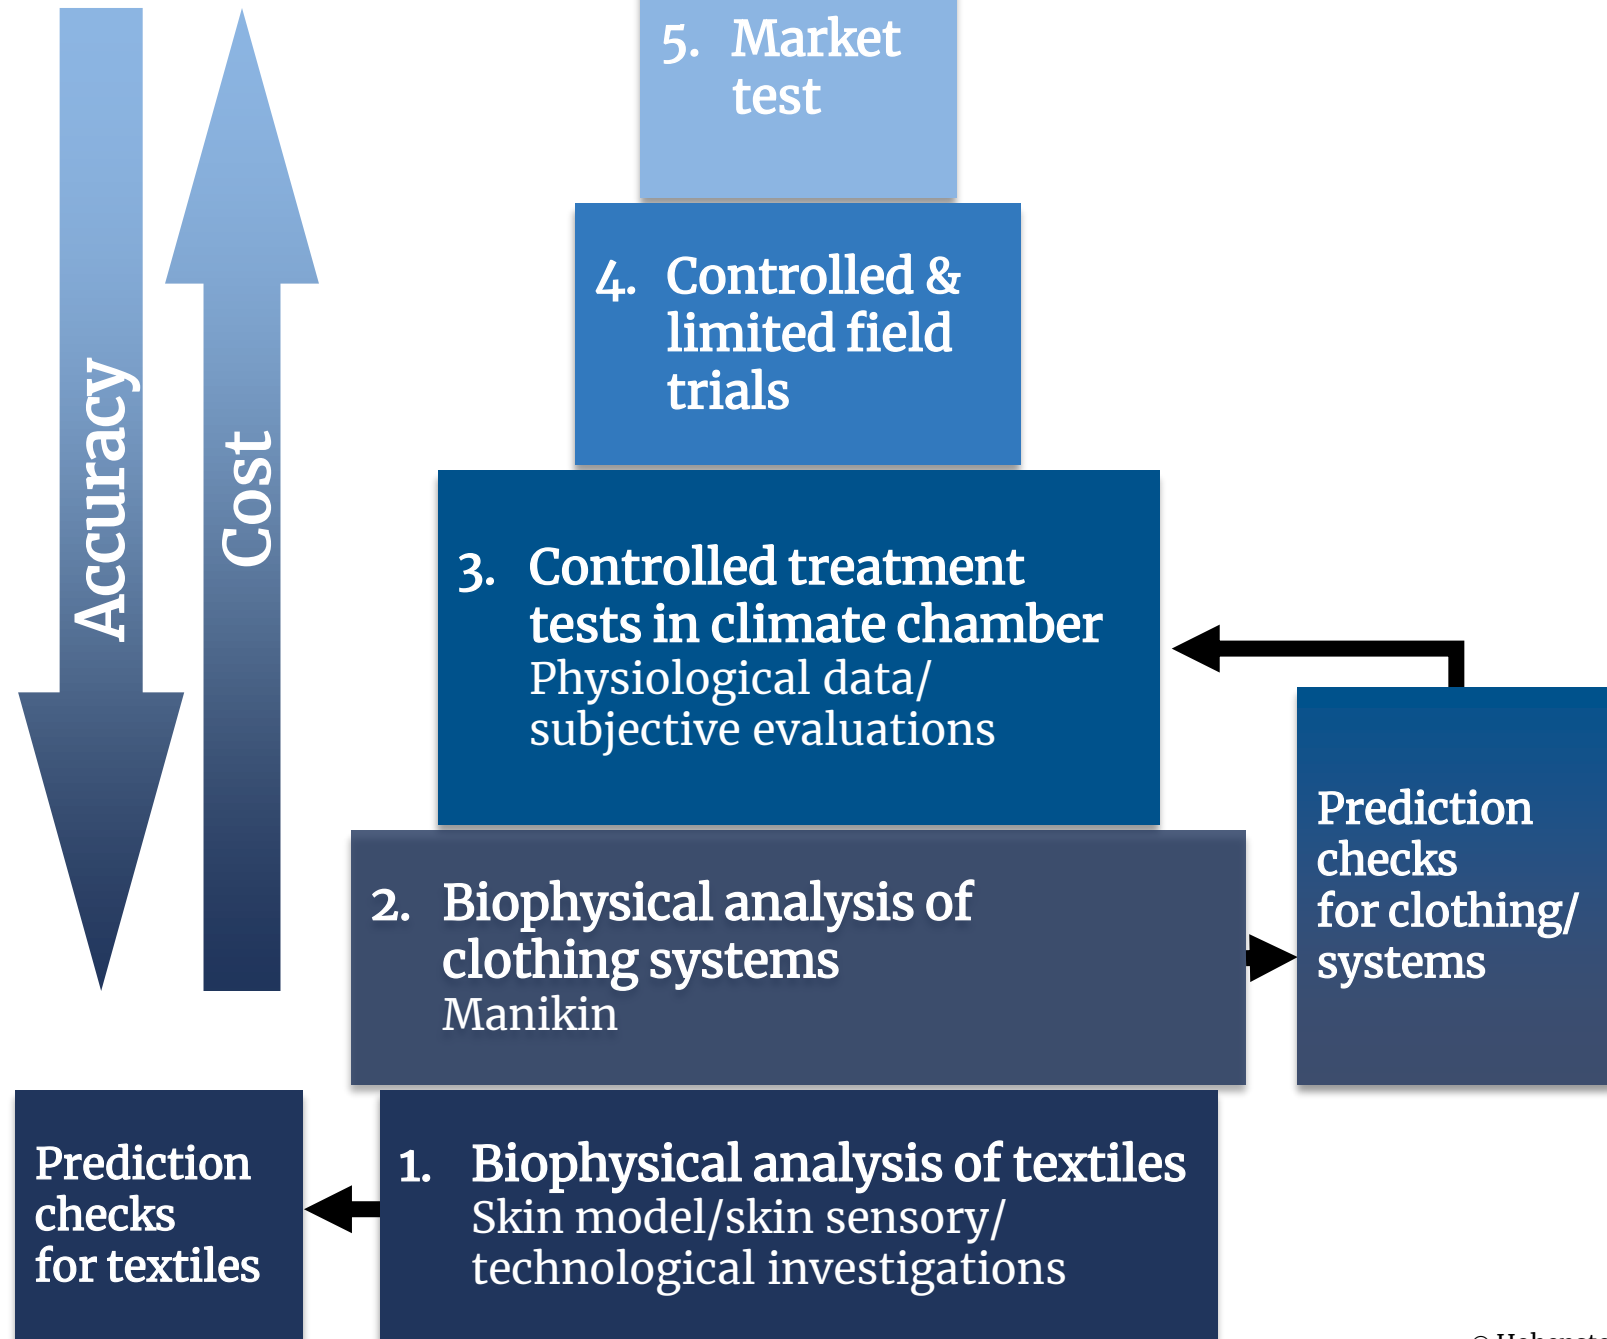 5. Market
test
Accuracy
Cost
4. Controlled &
limited field
trials
3. Controlled treatment
tests in climate chamber
Physiological data/
subjective evaluations
Prediction
checks
for clothing/
systems
2. Biophysical analysis of
clothing systems
Manikin
Prediction
checks
for textiles
1. Biophysical analysis of textiles
Skin model/skin sensory/
technological investigations